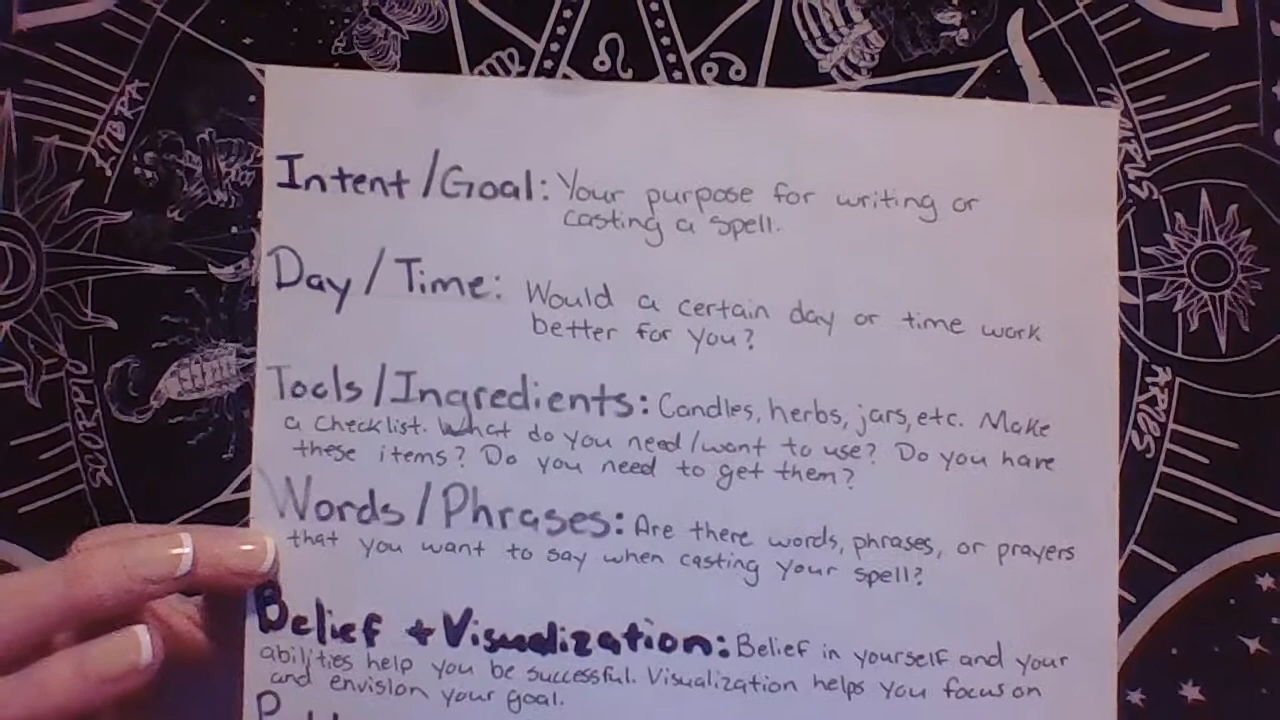 LIBRA
TAURUS
Intent/Goal: Your purpose for writing or
casting a spell.
Day/Time: Would a certain day or time work
better for you?
Tools/Ingredients: Candles, herbs, jars, etc. Make
a checklist. What do you need/want to use? Do you have
these items? Do you need to get them?
Words/Phrases: Are there words, phrases, or prayers
that you want to say when casting your spell?
Belief + Visualization: Belief in yourself and your
abilities help you be successful. Visualization helps you focus on
and envision your goal.